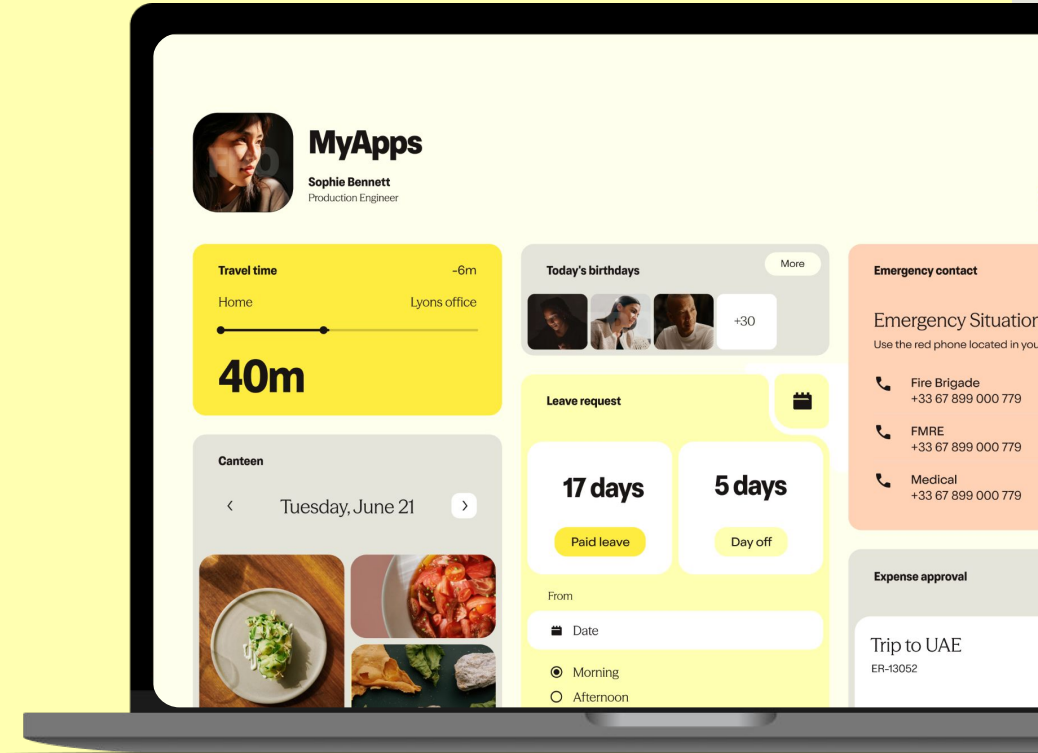 MyApps
Sophie Bennett
Production Engineer
Travel time
-6m
Home
Lyons office
40m
Canteen
Tuesday, June 21
Today's birthdays
More
+30
Leave request
17 days
Paid leave
5 days
Day off
From
Date
Morning
Afternoon
Emergency contact
Emergency Situation
Use the red phone located in you
Fire Brigade
+33 67 899 000 779
FMRE
+33 67 899 000 779
Medical
+33 67 899 000 779
Expense approval
Trip to UAE
ER-13052